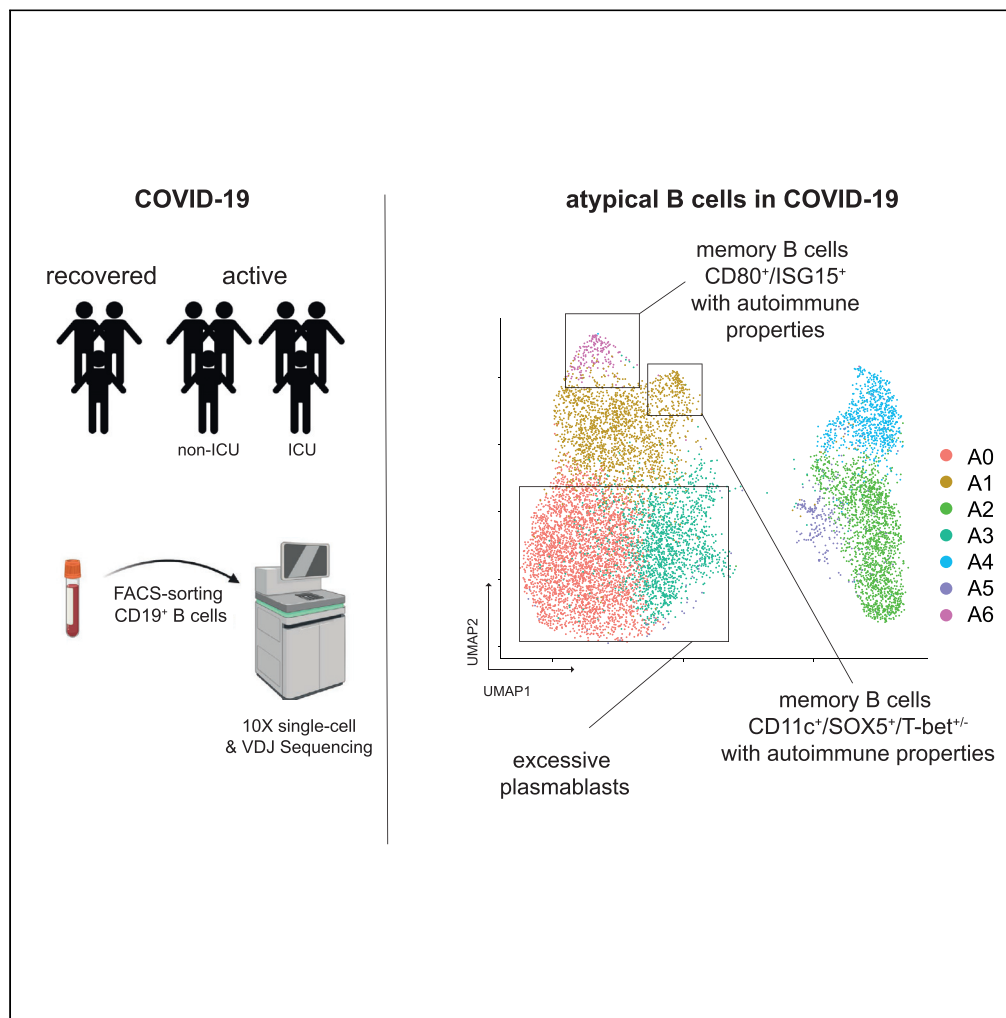 COVID-19
recovered
active
non-ICU
ICU
FACS-sorting
CD19⁺ B cells
10X single-cell
& VDJ Sequencing
atypical B cells in COVID-19
memory B cells
CD80⁺/ISG15⁺
with autoimmune
properties
A0
A1
A2
A3
A4
A5
A6
UMAP2
UMAP1
excessive
plasmablasts
memory B cells
CD11c⁺/SOX5⁺/T-bet⁺/⁻
with autoimmune properties